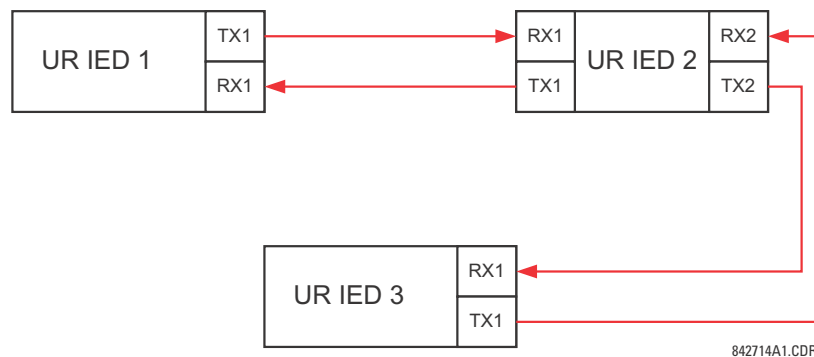 UR IED 1
TX1
RX1
RX1
TX1
UR IED 2
RX2
TX2
UR IED 3
RX1
TX1
842714A1.CDR